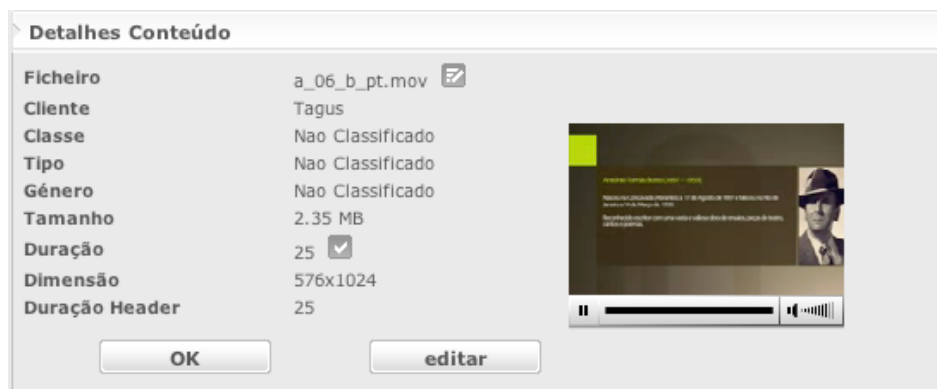 Detalhes Conteúdo
Ficheiro a_06_b_pt.mov
Cliente Tagus
Classe Nao Classificado
Tipo Nao Classificado
Género Nao Classificado
Tamanho 2.35 MB
Duração 25
Dimensão 576x1024
Duração Header 25
OK editar